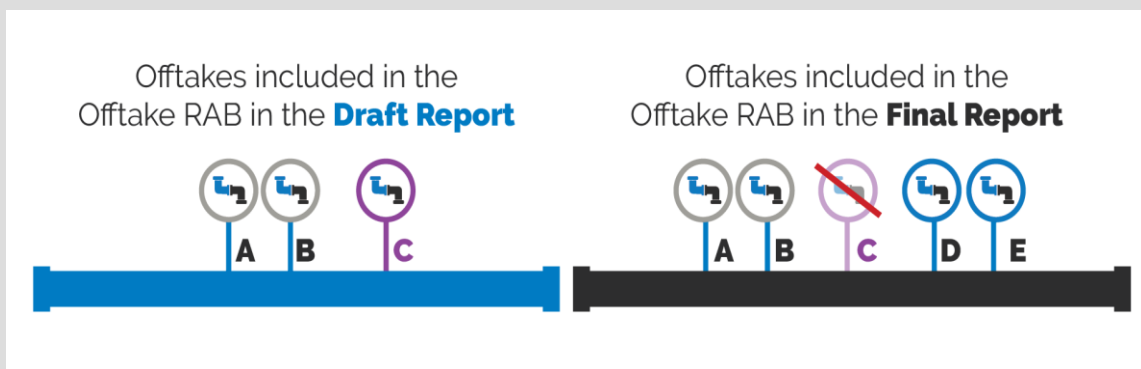 Offtakes included in the
Offtake RAB in the Draft Report
A B C
Offtakes included in the
Offtake RAB in the Final Report
A B C D E